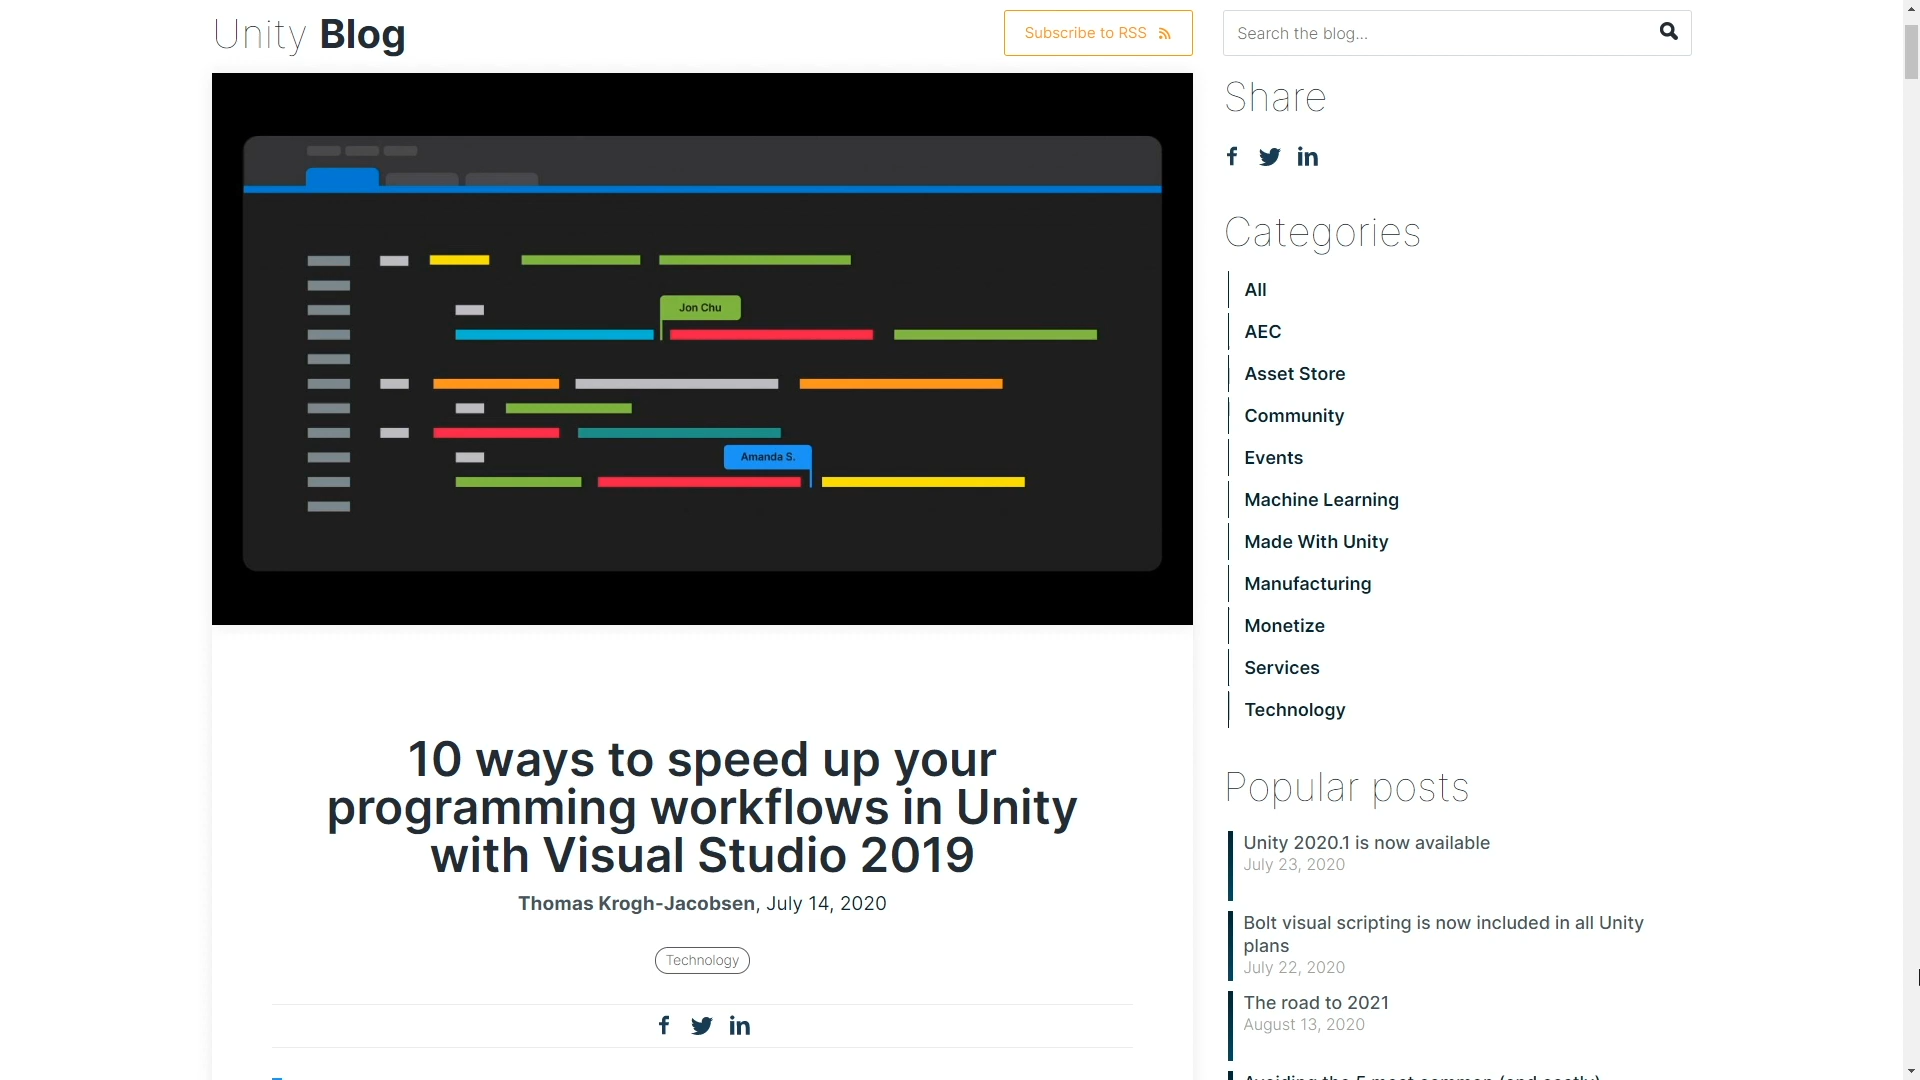 Unity Blog
Subscribe to RSS
Search the blog...
Jon Chu
Amanda S.
10 ways to speed up your
programming workflows in Unity
with Visual Studio 2019
Thomas Krogh-Jacobsen, July 14, 2020
Technology
Share
Categories
All
AEC
Asset Store
Community
Events
Machine Learning
Made With Unity
Manufacturing
Monetize
Services
Technology
Popular posts
Unity 2020.1 is now available
July 23, 2020
Bolt visual scripting is now included in all Unity
plans
July 22, 2020
The road to 2021
August 13, 2020